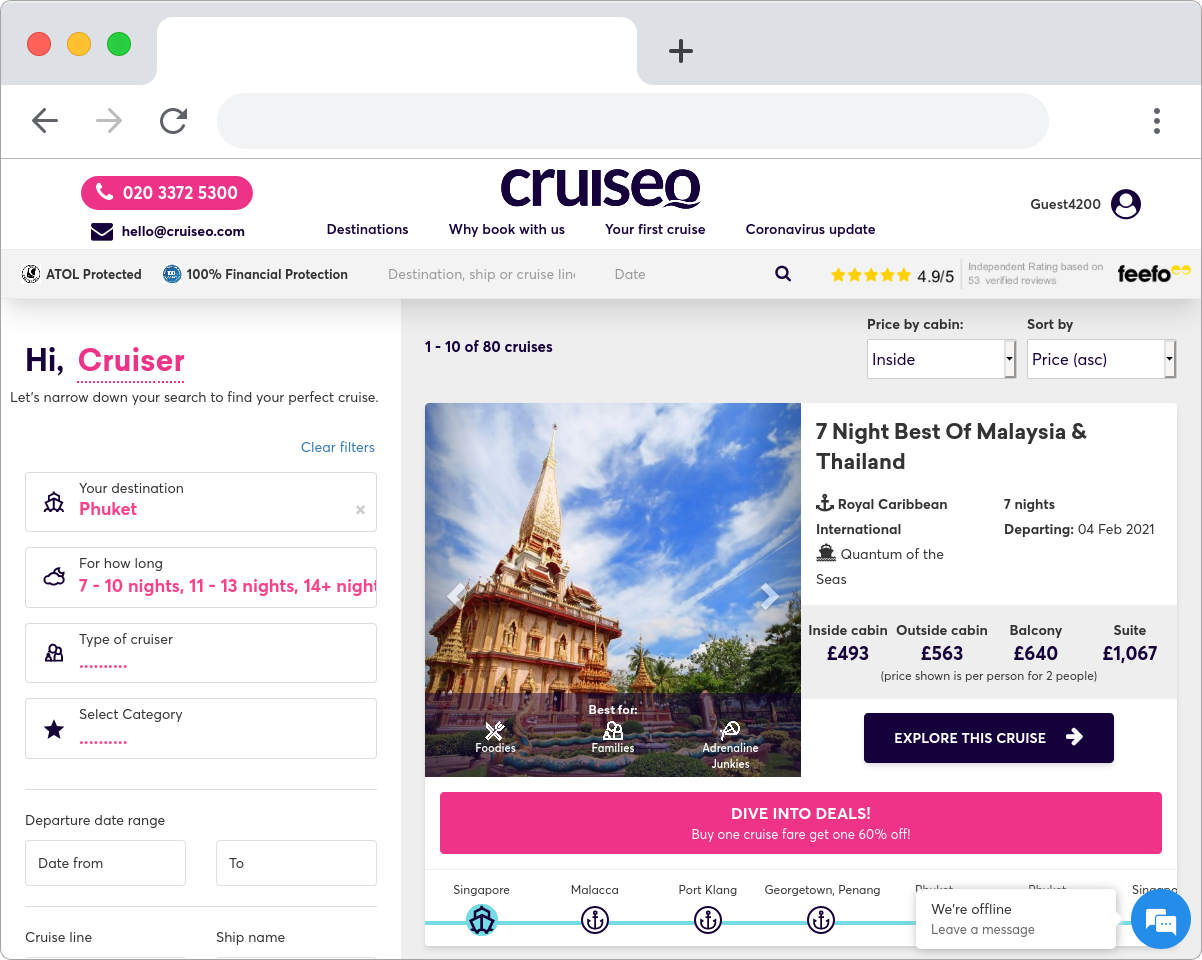 020 3372 5300
hello@cruiseo.com
cruiseo
Destinations
Why book with us
Your first cruise
Coronavirus update
Guest4200
ATOL Protected
100% Financial Protection
Destination, ship or cruise line
Date
4.9/5
Independent Rating based on
53 verified reviews
feefo
Hi, Cruiser
Let's narrow down your search to find your perfect cruise.
Clear filters
Your destination
Phuket
×
For how long
7 - 10 nights, 11 - 13 nights, 14+ night
Type of cruiser
..........
Select Category
..........
Departure date range
Date from
To
Cruise line
Ship name
1 - 10 of 80 cruises
Price by cabin:
Inside
Sort by
Price (asc)
Best for:
Foodies
Families
Adrenaline
Junkies
7 Night Best Of Malaysia &
Thailand
Royal Caribbean
International
Quantum of the
Seas
7 nights
Departing: 04 Feb 2021
Inside cabin
£493
Outside cabin
£563
Balcony
£640
Suite
£1,067
(price shown is per person for 2 people)
EXPLORE THIS CRUISE
DIVE INTO DEALS!
Buy one cruise fare get one 60% off!
Singapore
Malacca
Port Klang
Georgetown, Penang
Phuket
Phuket
We're offline
Leave a message